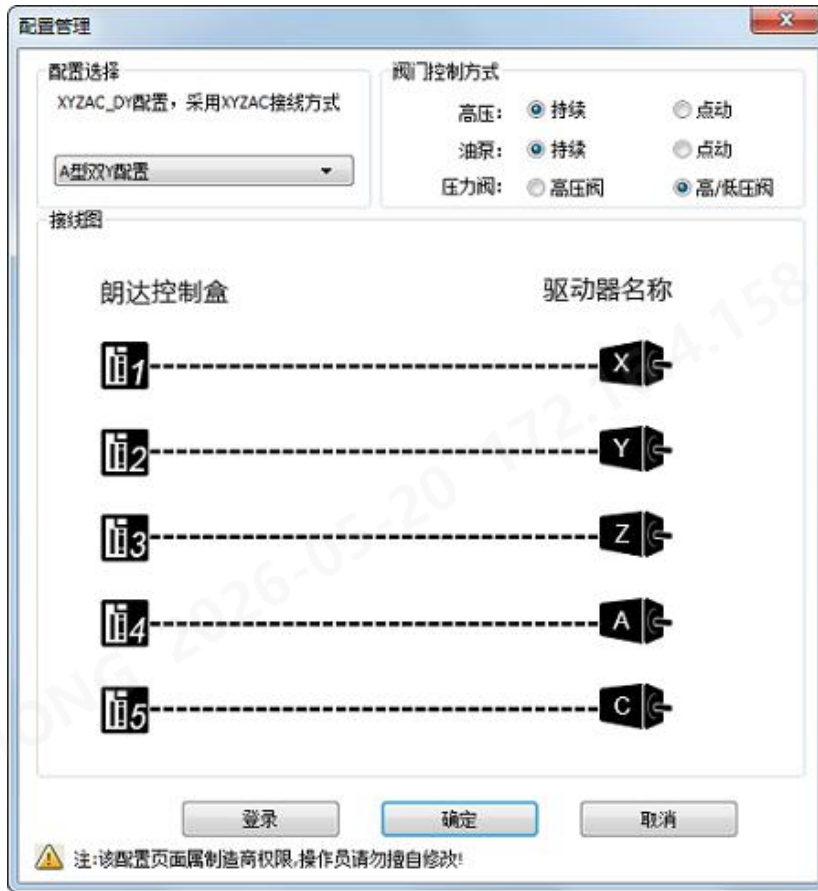 配置管理
配置选择
XYZAC_DY配置，采用XYZAC接线方式
A型双Y配置
阀门控制方式
高压： 持续 点动
油泵： 持续 点动
压力阀： 高压阀 高/低压阀
接线图
朗达控制盒 驱动器名称
1 X
2 Y
3 Z
4 A
5 C
登录 确定 取消
注:该配置页面属制造商权限,操作员请勿擅自修改!
ONG 2026-05-20